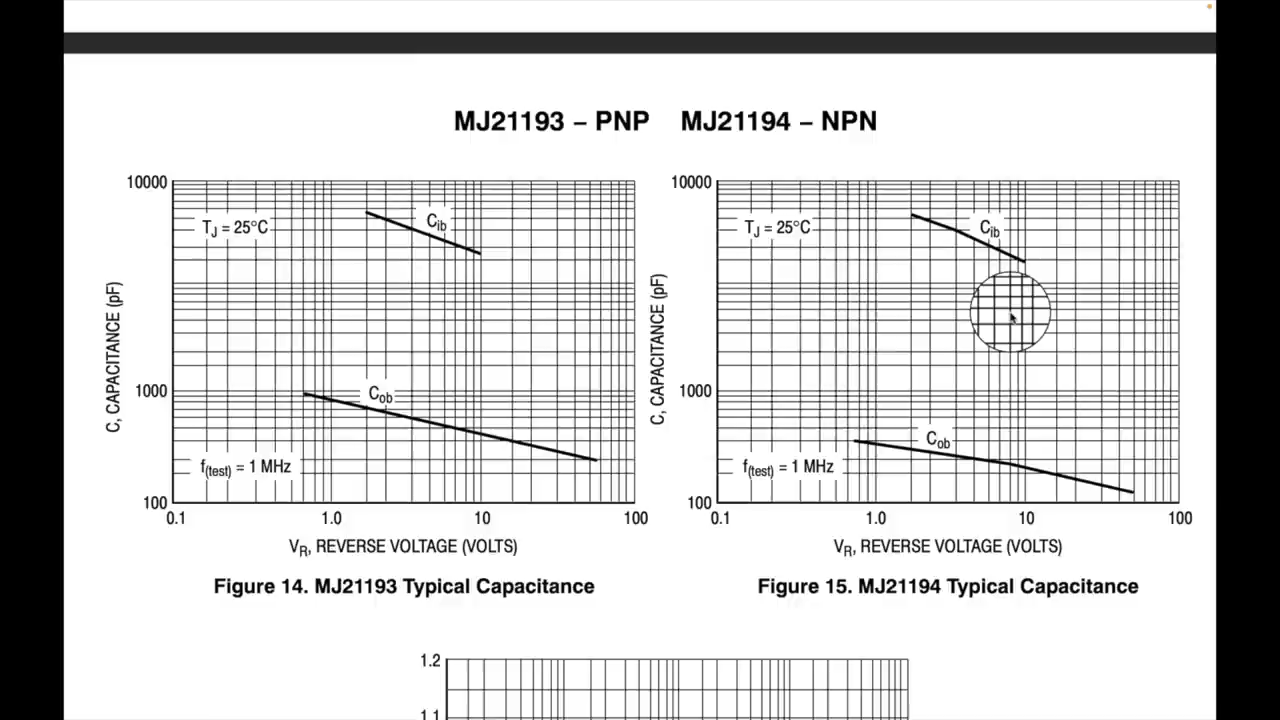 MJ21193 – PNP MJ21194 – NPN
10000
TJ = 25°C
Cib
C, CAPACITANCE (pF)
1000
Cob
f(test) = 1 MHz
100
0.1 1.0 10 100
VR, REVERSE VOLTAGE (VOLTS)
Figure 14. MJ21193 Typical Capacitance
10000
TJ = 25°C
Cib
C, CAPACITANCE (pF)
1000
Cob
f(test) = 1 MHz
100
0.1 1.0 10 100
VR, REVERSE VOLTAGE (VOLTS)
Figure 15. MJ21194 Typical Capacitance
1.2
1.1